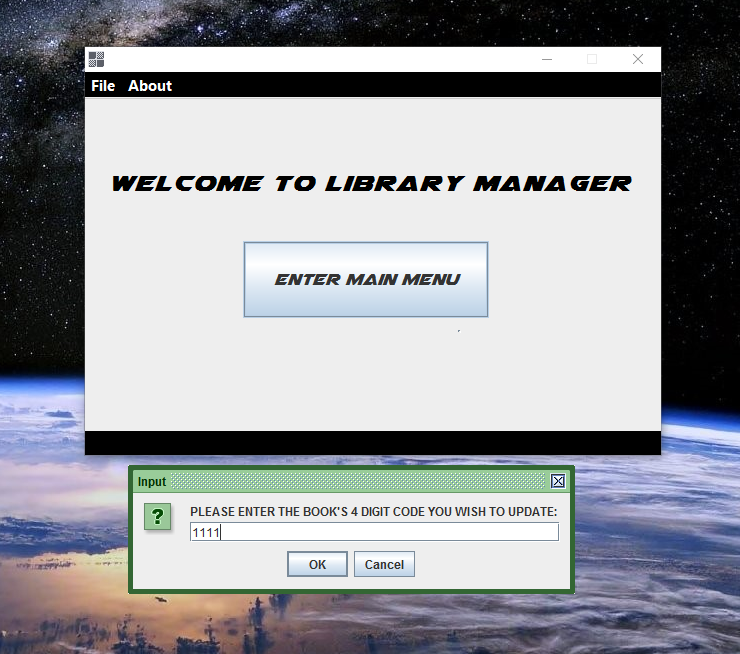 File About
WELCOME TO LIBRARY MANAGER
ENTER MAIN MENU
Input
PLEASE ENTER THE BOOK'S 4 DIGIT CODE YOU WISH TO UPDATE:
?
1111
OK Cancel